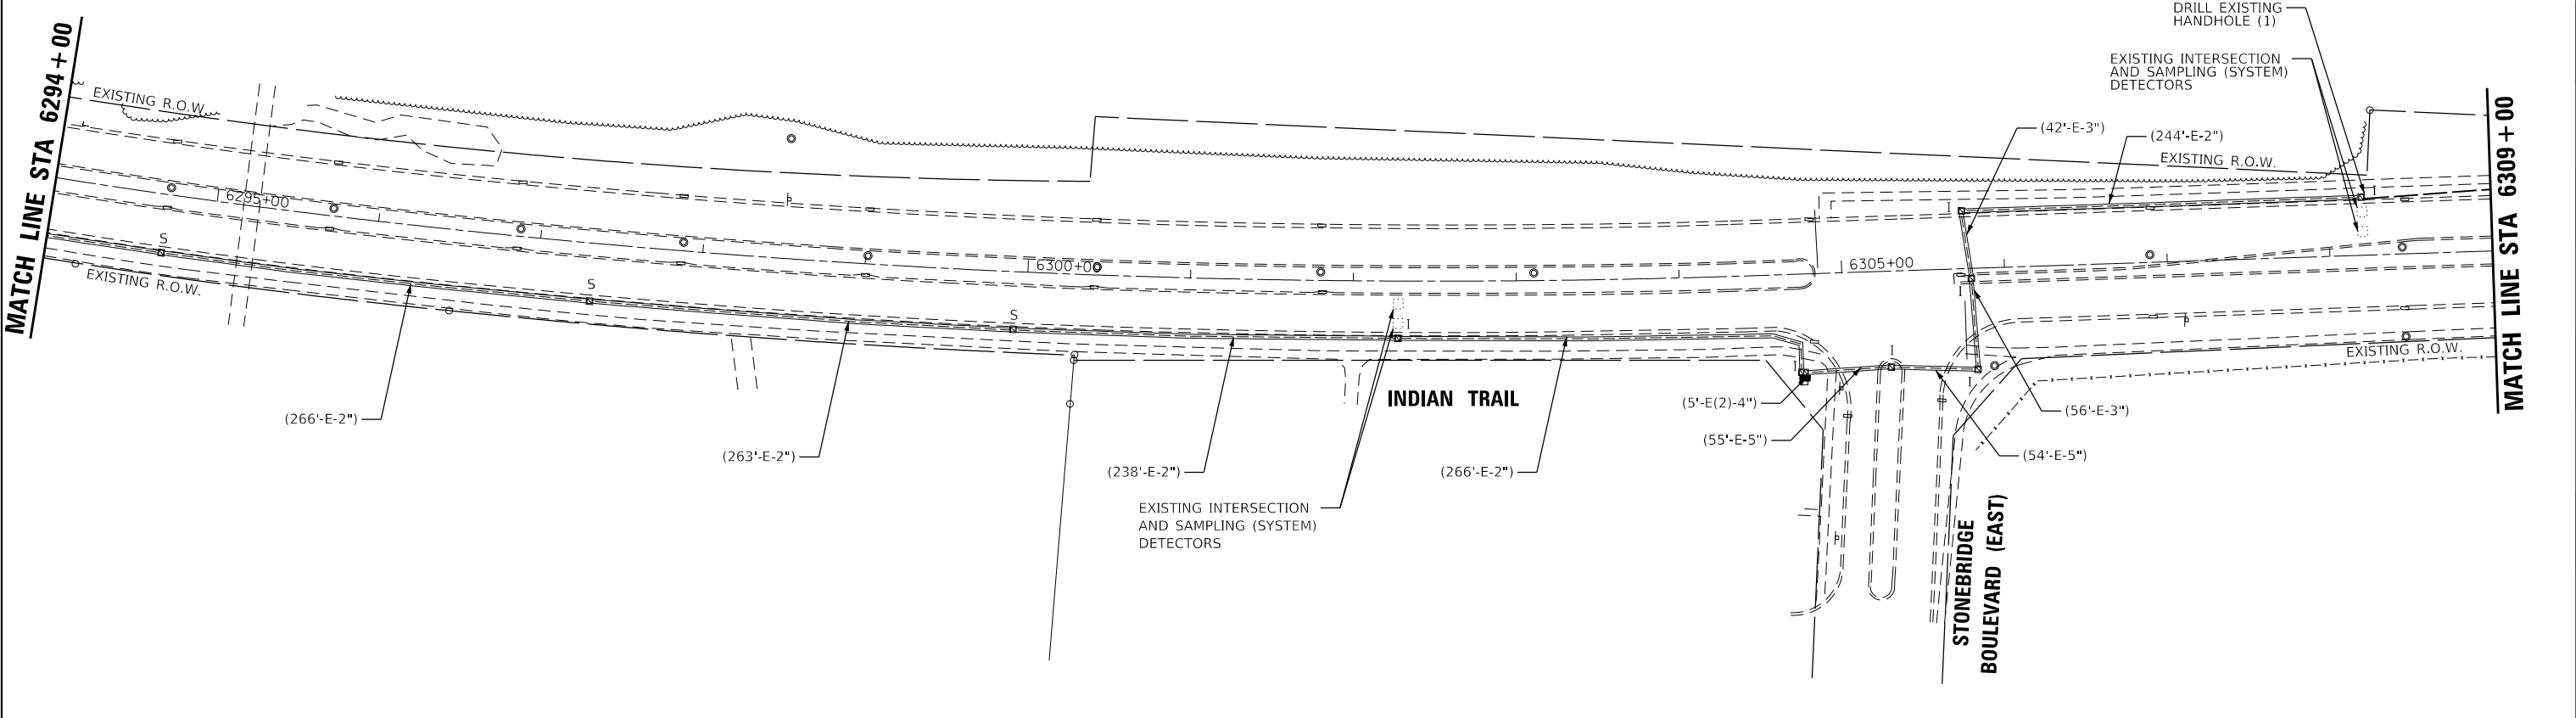 DRILL EXISTING
HANDHOLE (1)
EXISTING INTERSECTION
AND SAMPLING (SYSTEM)
DETECTORS
MATCH LINE STA 6294+00
EXISTING R.O.W.
(42'-E-3")
(244'-E-2")
EXISTING R.O.W.
MATCH LINE STA 6309+00
6295+00
S
EXISTING R.O.W.
S
S
6300+00
I
6305+00
I
I
I
I
I
I
EXISTING R.O.W.
INDIAN TRAIL
(266'-E-2")
(263'-E-2")
(238'-E-2")
(266'-E-2")
(5'-E(2)-4")
(55'-E-5")
(56'-E-3")
(54'-E-5")
EXISTING INTERSECTION
AND SAMPLING (SYSTEM)
DETECTORS
STONEBRIDGE
BOULEVARD (EAST)